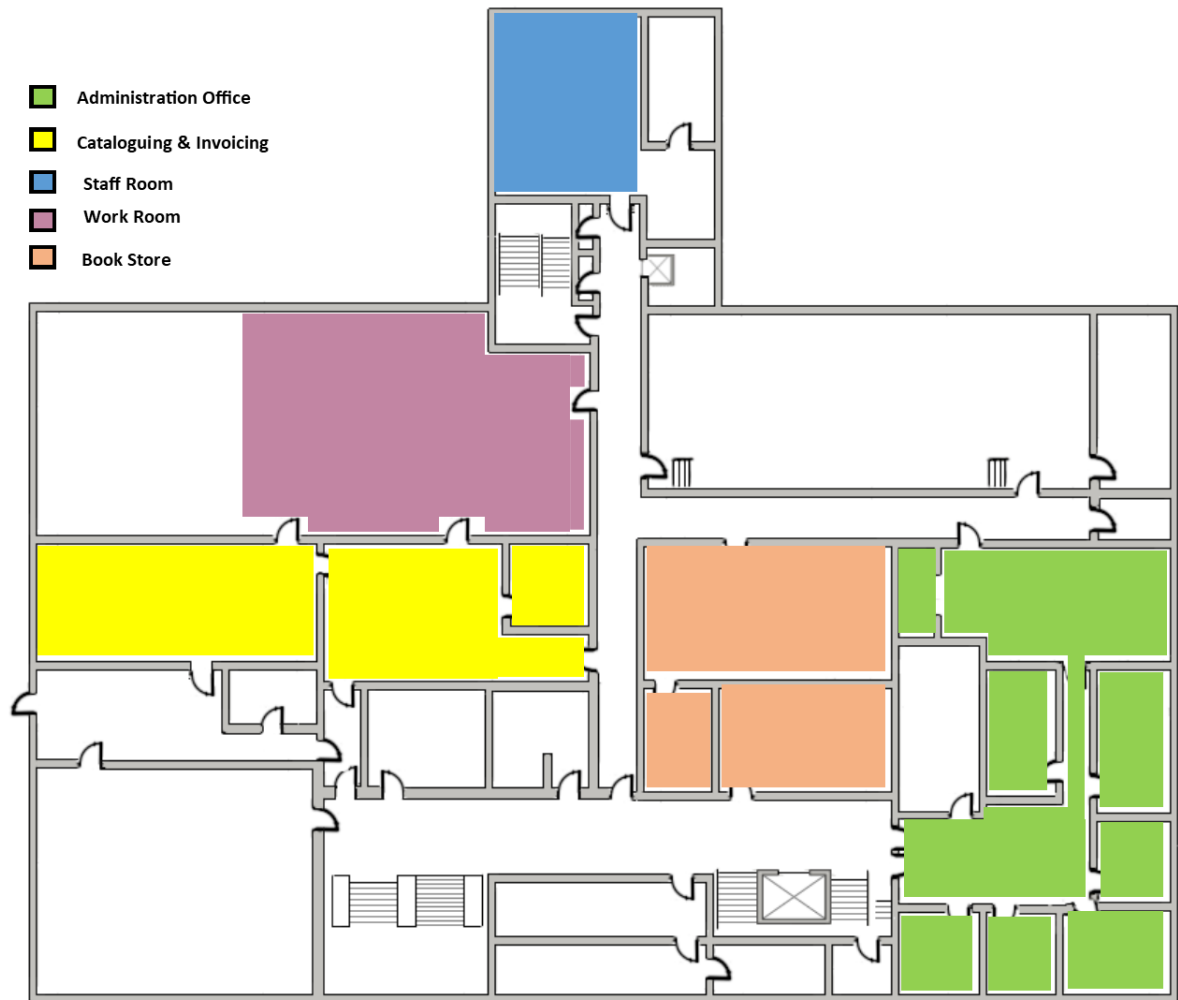 Administration Office
Cataloguing & Invoicing
Staff Room
Work Room
Book Store